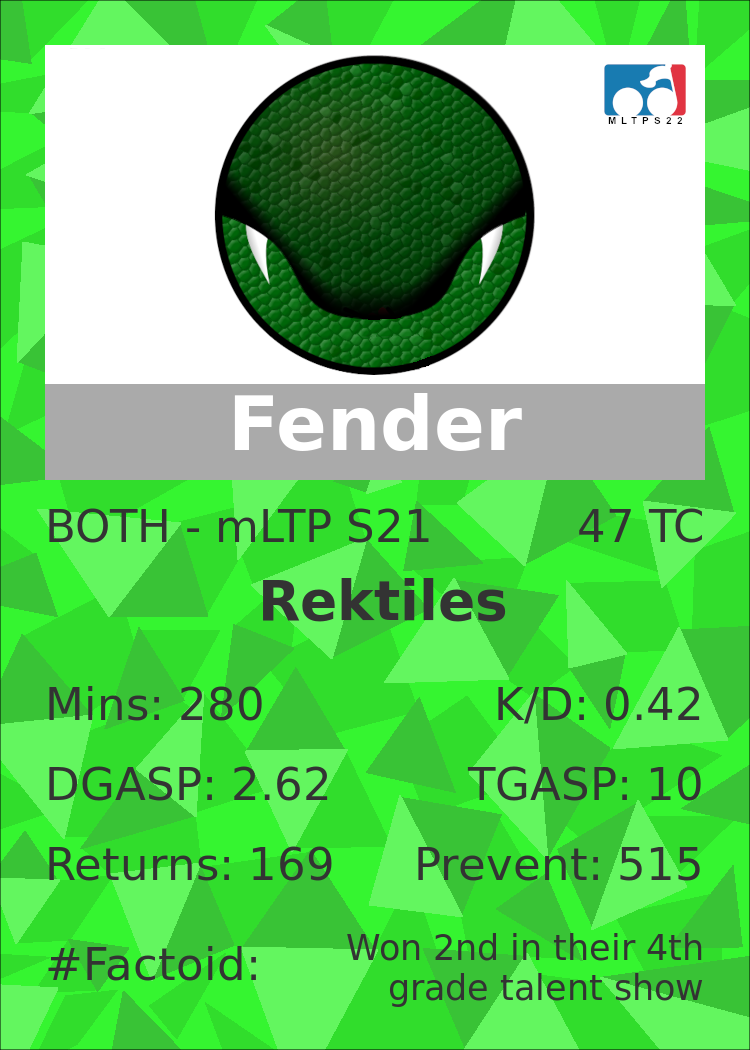 MLTPS22
Fender
BOTH - mLTP S21 47 TC
Rektiles
Mins: 280 K/D: 0.42
DGASP: 2.62 TGASP: 10
Returns: 169 Prevent: 515
#Factoid: Won 2nd in their 4th
grade talent show